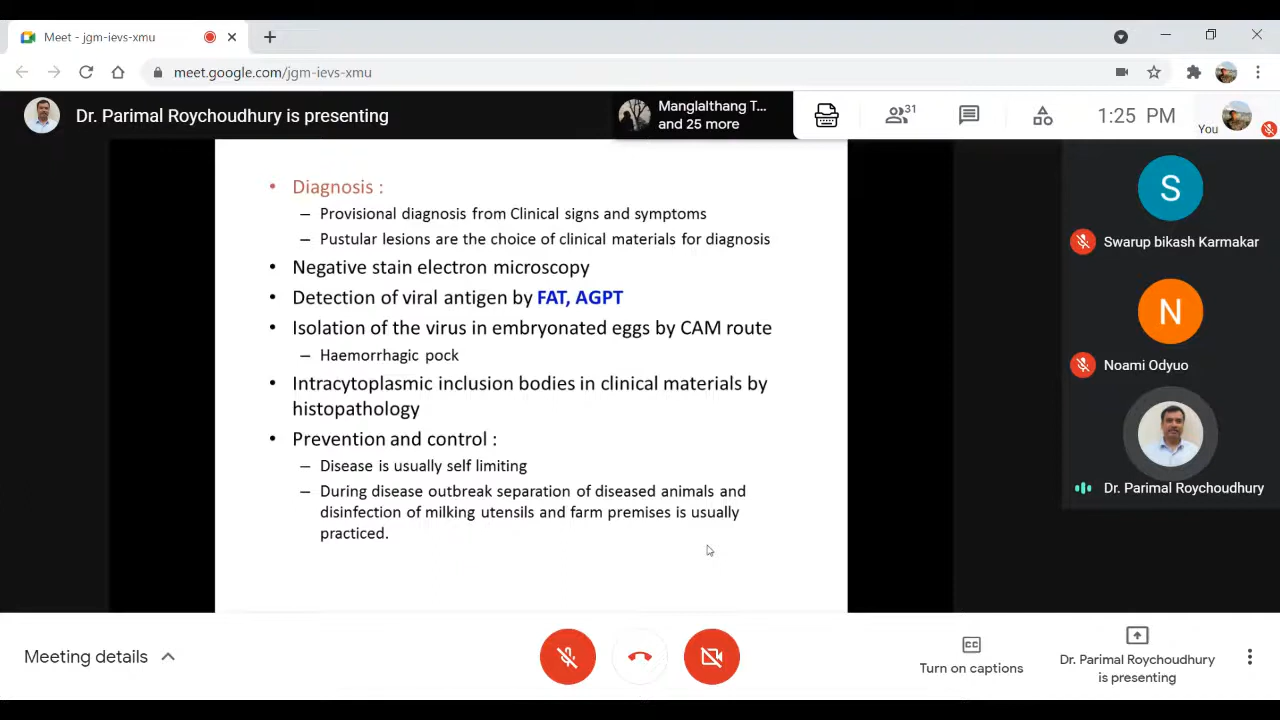 Meet - jgm-ievs-xmu
meet.google.com/jgm-ievs-xmu
Dr. Parimal Roychoudhury is presenting
Manglalthang T...
and 25 more
31
1:25 PM
You
• Diagnosis :
– Provisional diagnosis from Clinical signs and symptoms
– Pustular lesions are the choice of clinical materials for diagnosis
• Negative stain electron microscopy
• Detection of viral antigen by FAT, AGPT
• Isolation of the virus in embryonated eggs by CAM route
– Haemorrhagic pock
• Intracytoplasmic inclusion bodies in clinical materials by
histopathology
• Prevention and control :
– Disease is usually self limiting
– During disease outbreak separation of diseased animals and
disinfection of milking utensils and farm premises is usually
practiced.
S
Swarup bikash Karmakar
N
Noami Odyuo
Dr. Parimal Roychoudhury
Meeting details
CC
Turn on captions
Dr. Parimal Roychoudhury
is presenting